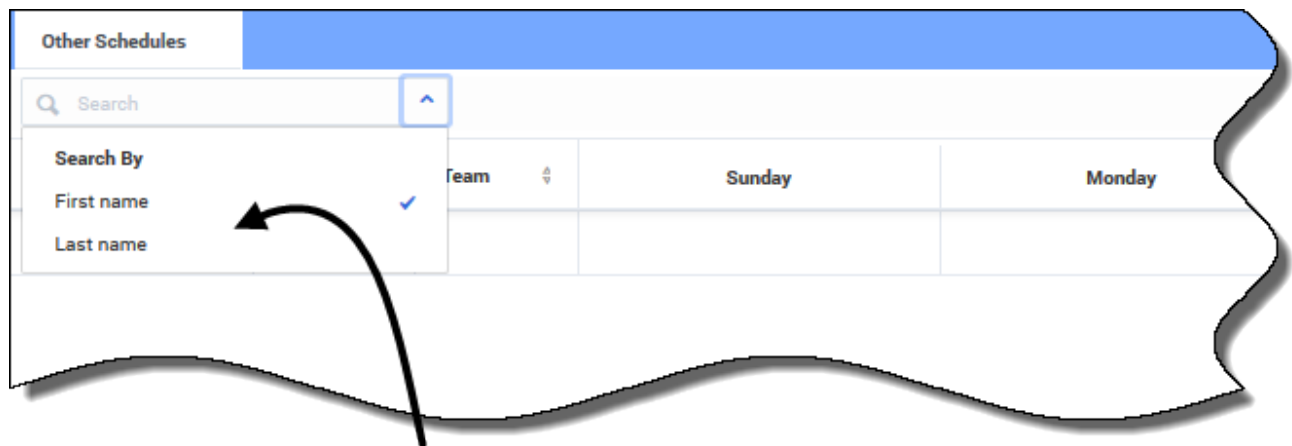 Other Schedules
Search
Search By
Team Sunday Monday
First name
Last name